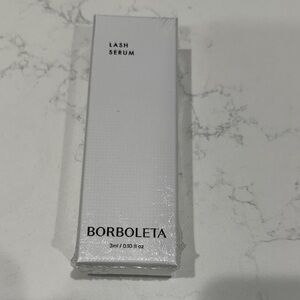 LASH
SERUM
BORBOLETA
3ml / 0.10 fl oz